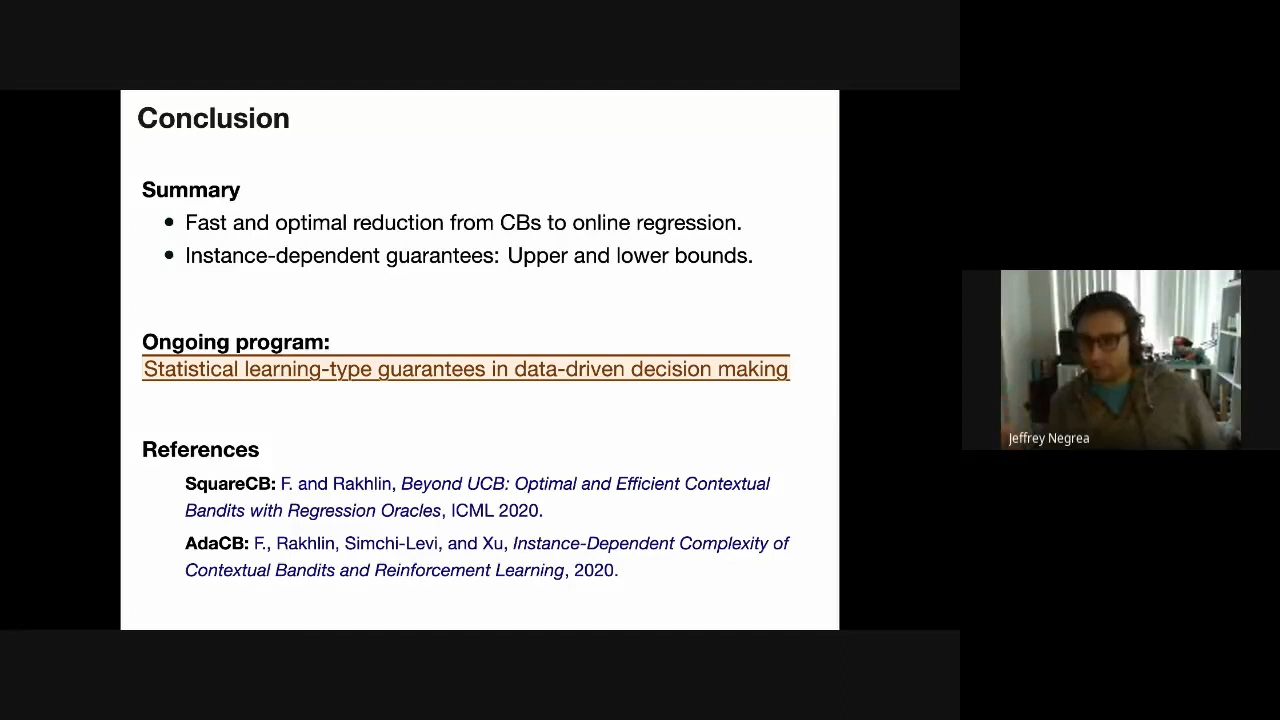 Conclusion
Summary
• Fast and optimal reduction from CBs to online regression.
• Instance-dependent guarantees: Upper and lower bounds.
Ongoing program:
Statistical learning-type guarantees in data-driven decision making
References
SquareCB: F. and Rakhlin, Beyond UCB: Optimal and Efficient Contextual
Bandits with Regression Oracles, ICML 2020.
AdaCB: F., Rakhlin, Simchi-Levi, and Xu, Instance-Dependent Complexity of
Contextual Bandits and Reinforcement Learning, 2020.
Jeffrey Negrea